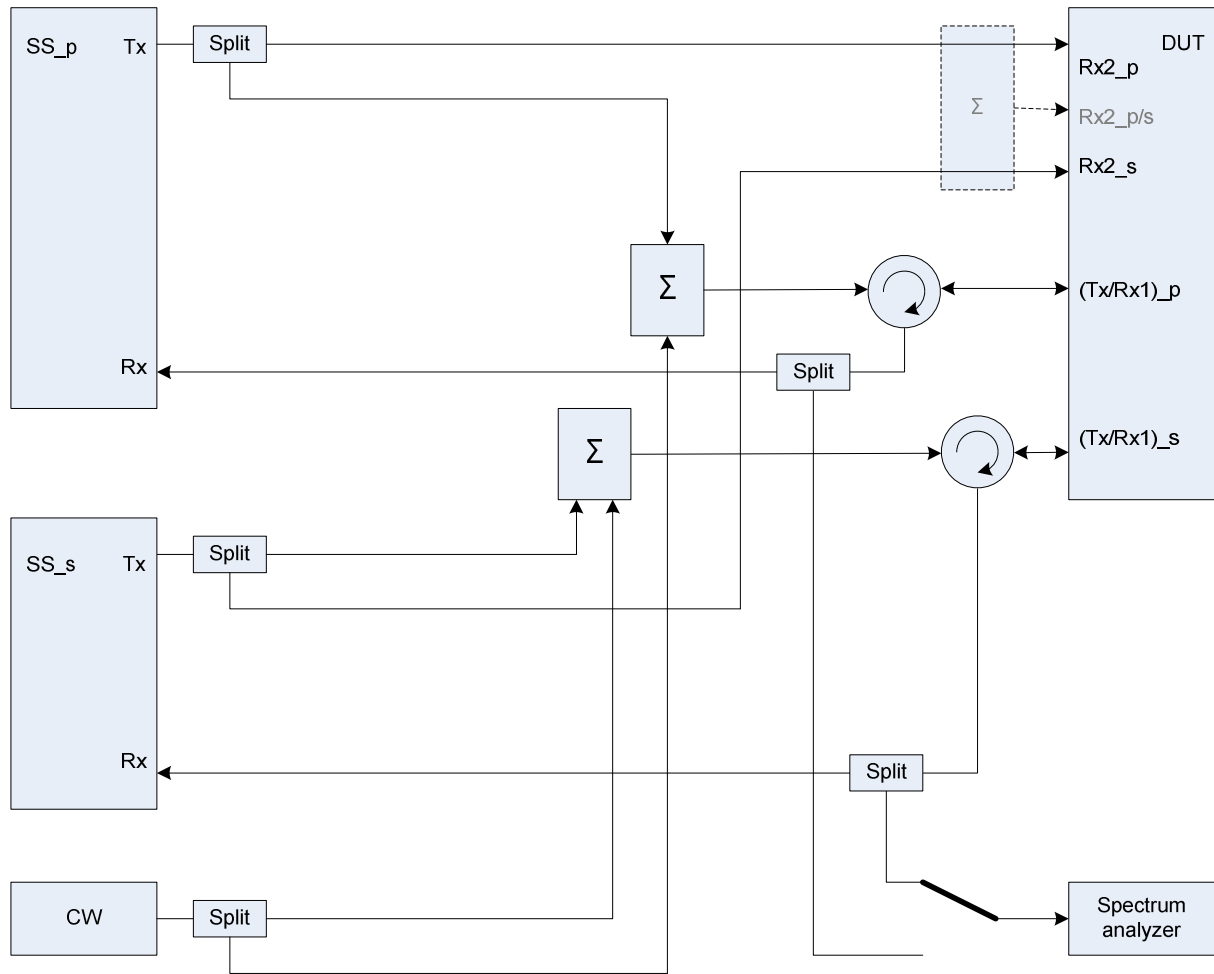 SS_p
Tx
Split
DUT
Rx2_p
Σ
Rx2_p/s
Rx2_s
Σ
(Tx/Rx1)_p
Rx
Split
(Tx/Rx1)_s
Σ
SS_s
Tx
Split
Rx
Split
CW
Split
Spectrum
analyzer